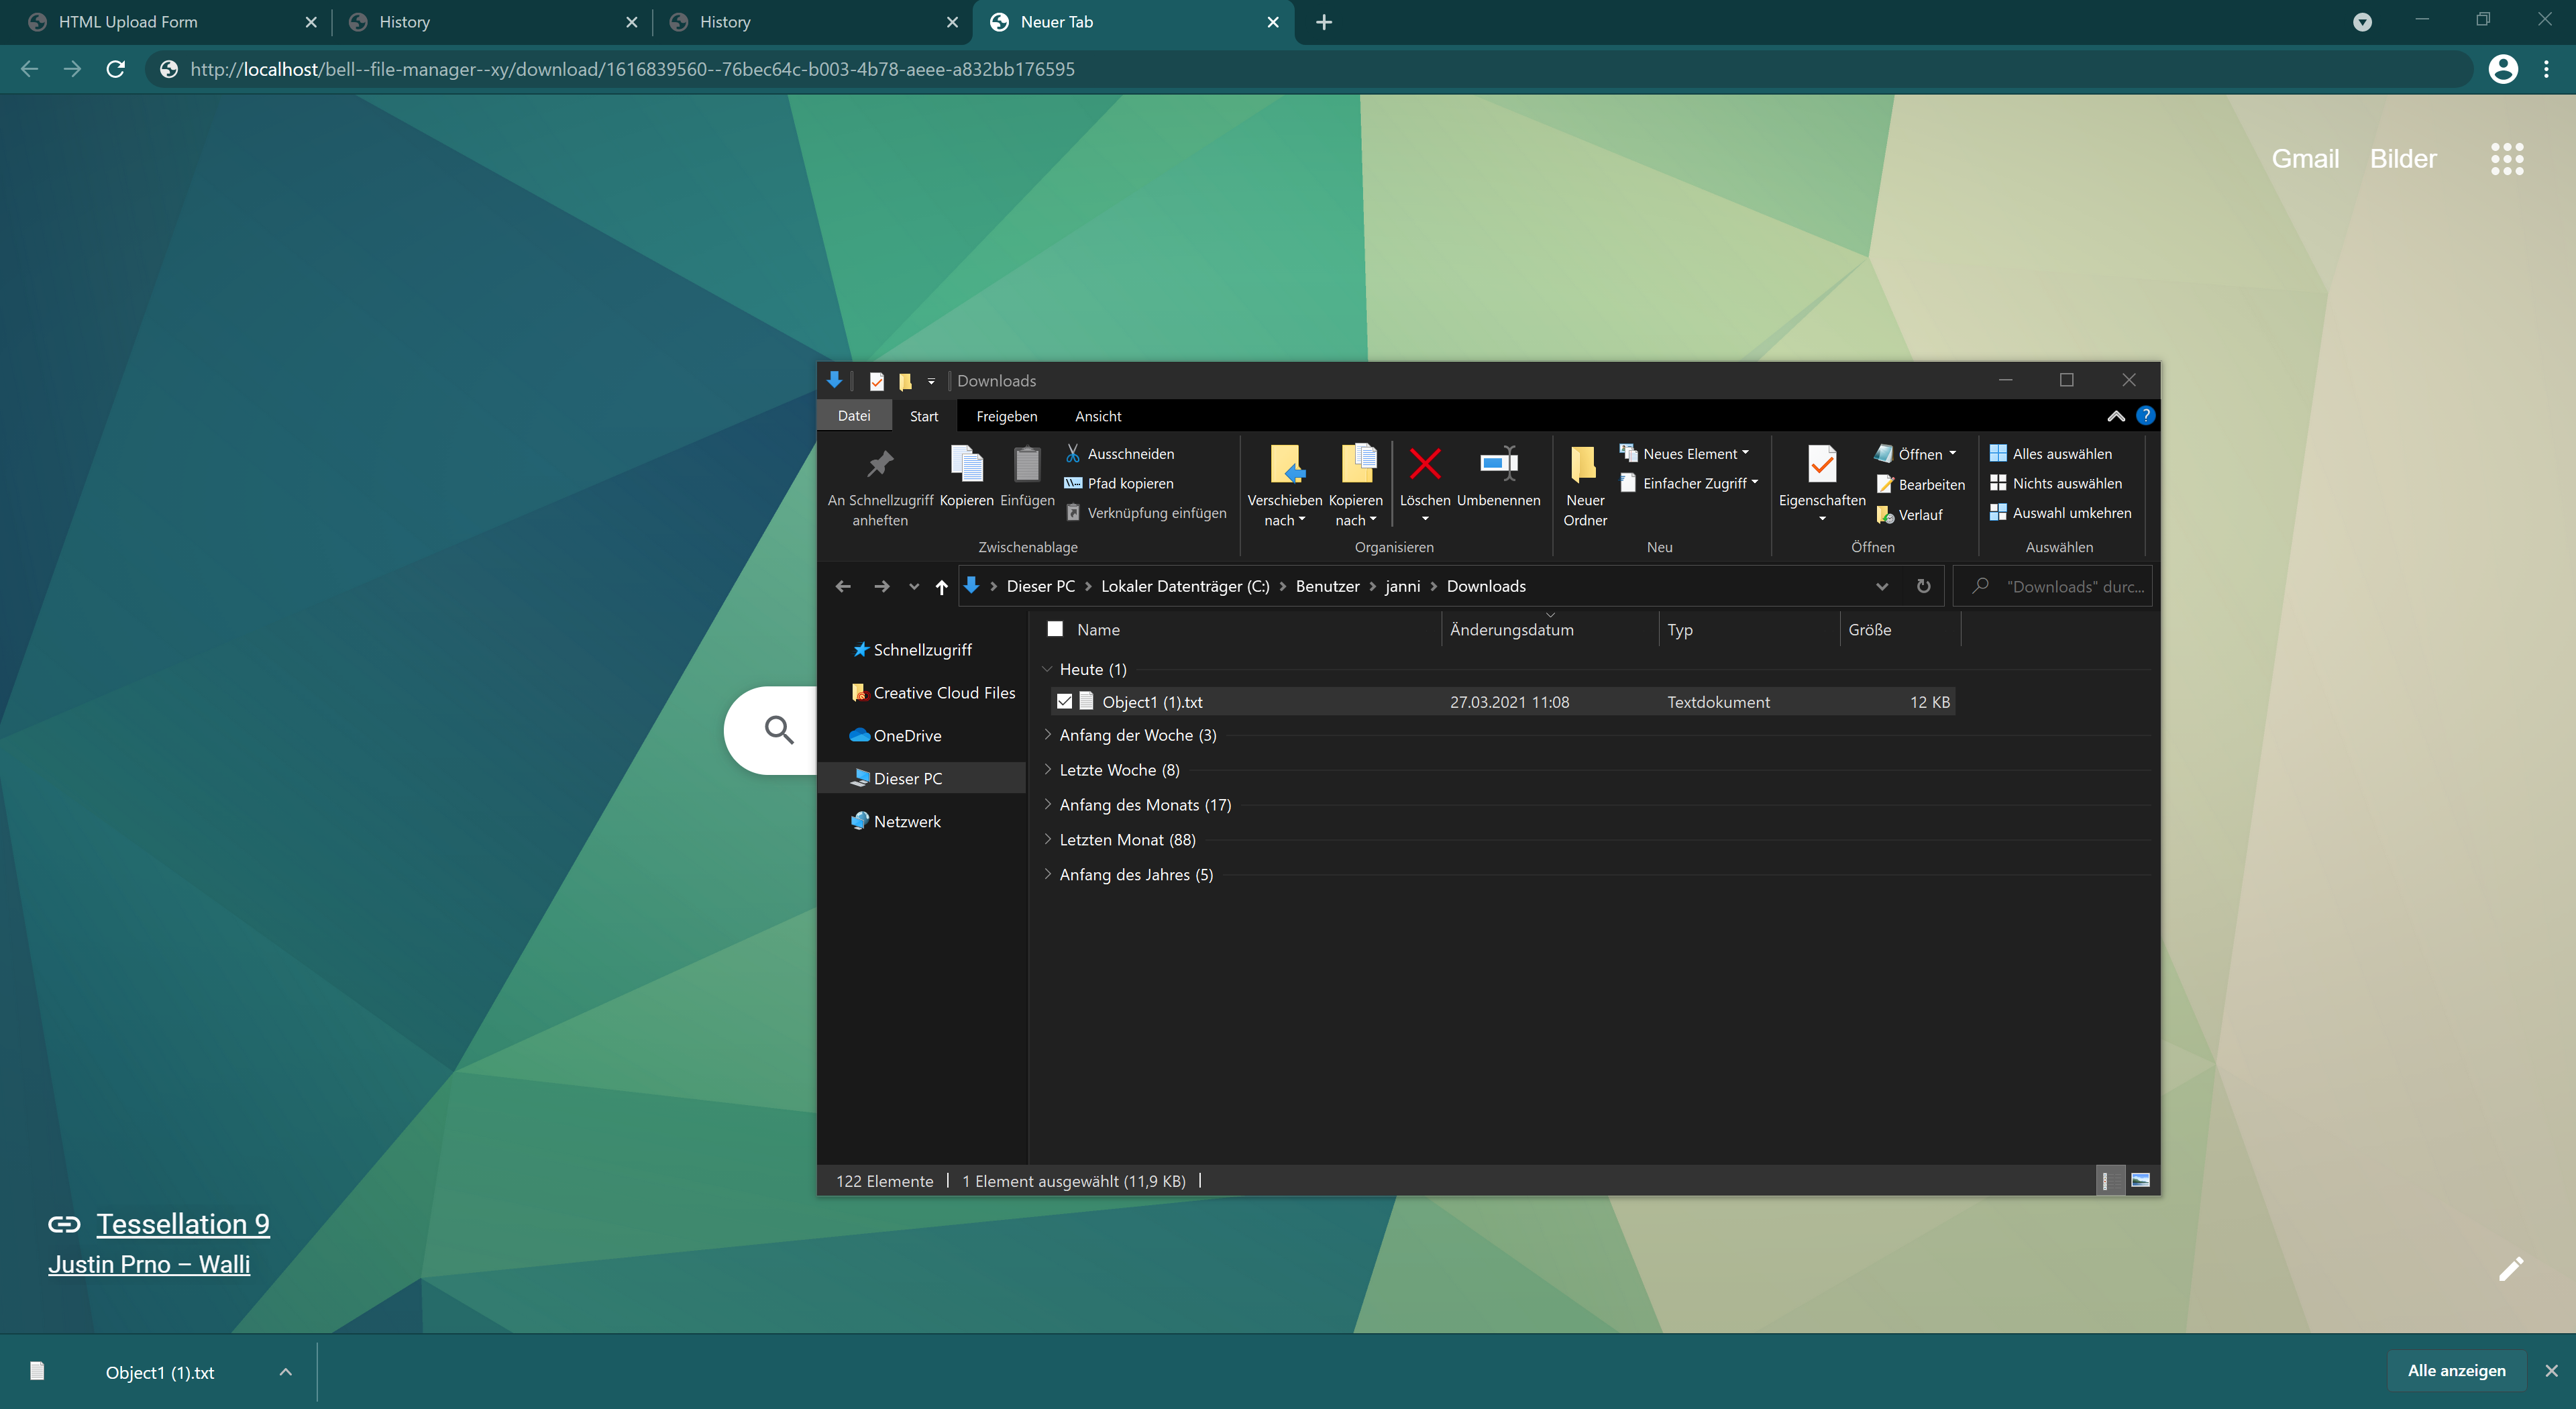 HTML Upload Form
History
History
Neuer Tab
http://localhost/bell--file-manager--xy/download/1616839560--76bec64c-b003-4b78-aeee-a832bb176595
Gmail Bilder
Downloads
Datei Start Freigeben Ansicht
An Schnellzugriff anheften
Kopieren
Einfügen
Ausschneiden
Pfad kopieren
Verknüpfung einfügen
Zwischenablage
Verschieben nach
Kopieren nach
Löschen
Umbenennen
Organisieren
Neuer Ordner
Neues Element
Einfacher Zugriff
Neu
Eigenschaften
Öffnen
Bearbeiten
Verlauf
Öffnen
Alles auswählen
Nichts auswählen
Auswahl umkehren
Auswählen
Dieser PC > Lokaler Datenträger (C:) > Benutzer > janni > Downloads
"Downloads" durc...
Schnellzugriff
Creative Cloud Files
OneDrive
Dieser PC
Netzwerk
Name Änderungsdatum Typ Größe
Heute (1)
Object1 (1).txt 27.03.2021 11:08 Textdokument 12 KB
Anfang der Woche (3)
Letzte Woche (8)
Anfang des Monats (17)
Letzten Monat (88)
Anfang des Jahres (5)
122 Elemente 1 Element ausgewählt (11,9 KB)
Tessellation 9
Justin Prno – Walli
Object1 (1).txt
Alle anzeigen